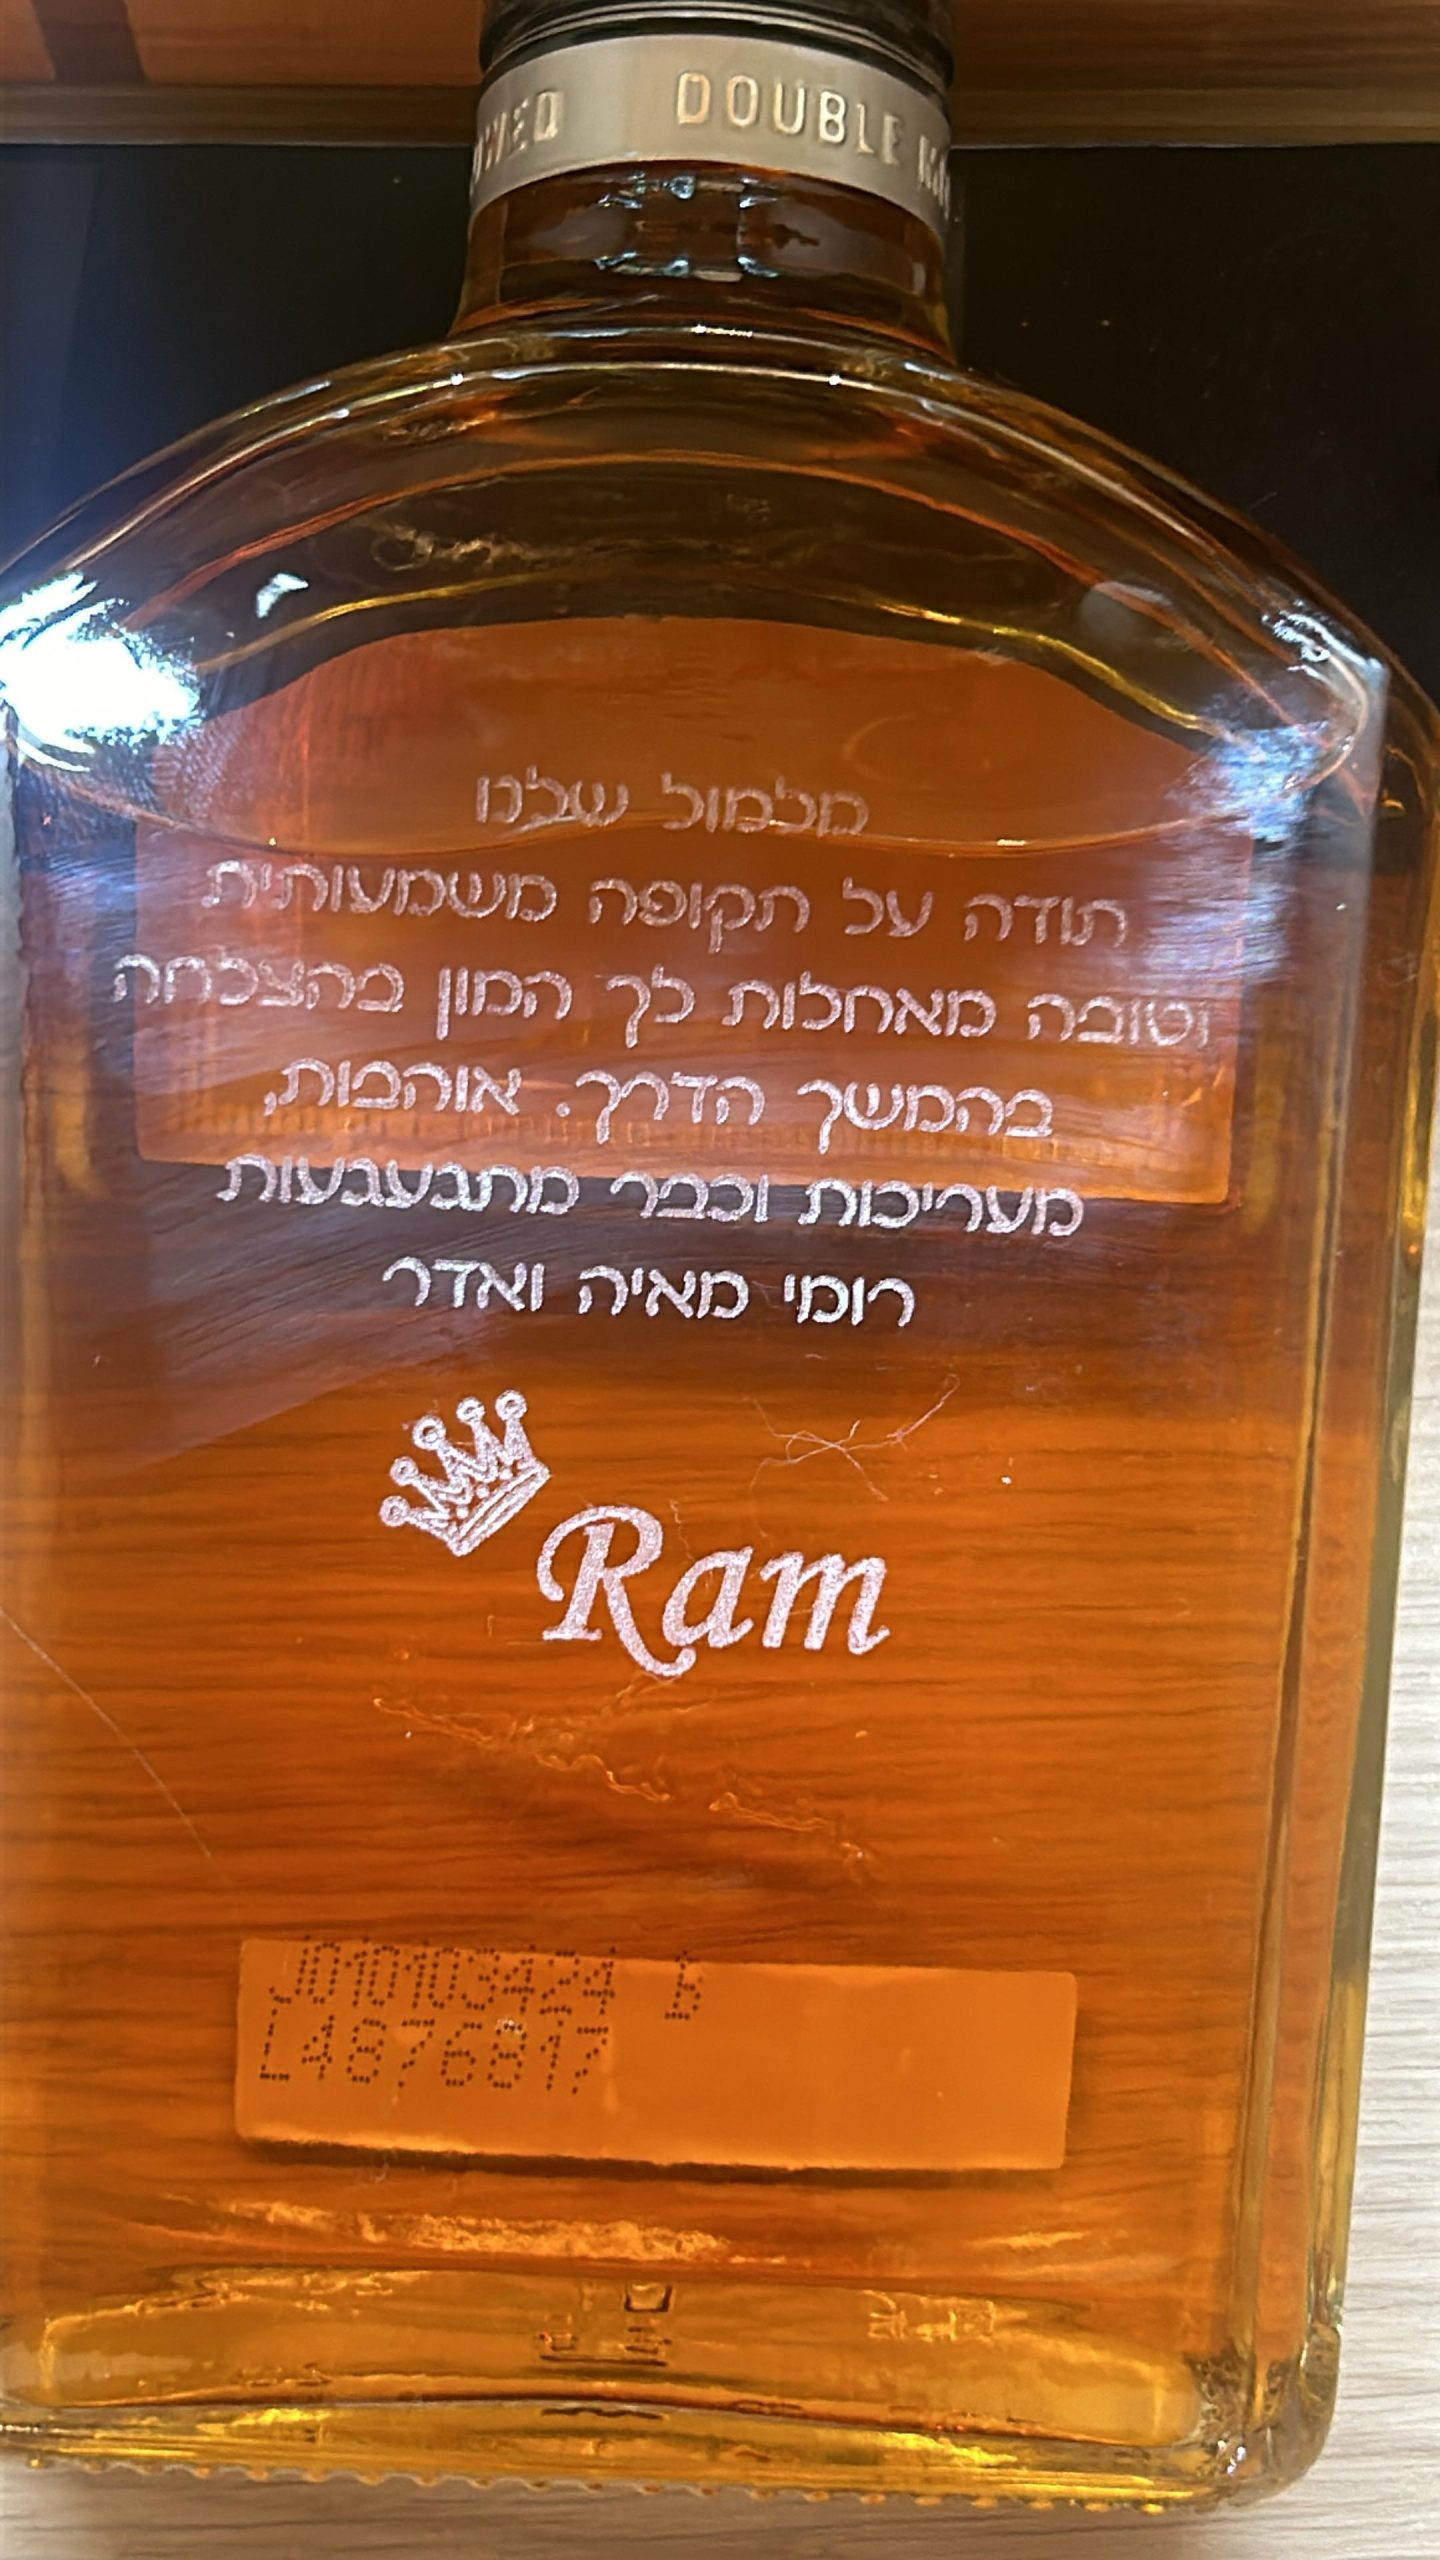 DOUBLE
מלמול שלנו
תודה על תקופה משמעותית
וטובה מאחלות לך המון בהצלחה
בהמשך הדרך. אוהבות,
מעריכות וכבר מתגעגעות
רומי מאיה ואדר
Ram
L4876817